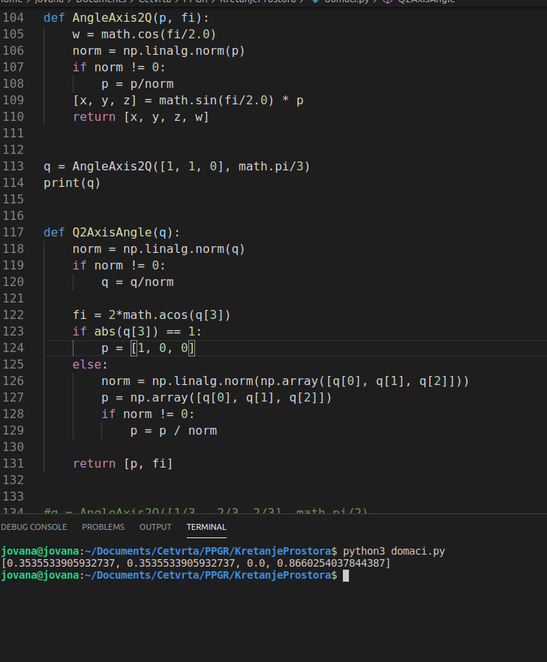 ome > jovana > Documents > Cetvrta > PPGR > KretanjeProstora > domaci.py > Q2AxisAngle
104 def AngleAxis2Q(p, fi):
105 w = math.cos(fi/2.0)
106 norm = np.linalg.norm(p)
107 if norm != 0:
108 p = p/norm
109 [x, y, z] = math.sin(fi/2.0) * p
110 return [x, y, z, w]
111
112
113 q = AngleAxis2Q([1, 1, 0], math.pi/3)
114 print(q)
115
116
117 def Q2AxisAngle(q):
118 norm = np.linalg.norm(q)
119 if norm != 0:
120 q = q/norm
121
122 fi = 2*math.acos(q[3])
123 if abs(q[3]) == 1:
124 p = [1, 0, 0]
125 else:
126 norm = np.linalg.norm(np.array([q[0], q[1], q[2]]))
127 p = np.array([q[0], q[1], q[2]])
128 if norm != 0:
129 p = p / norm
130
131 return [p, fi]
132
133
134 #q = AngleAxis2Q([1/3, 2/3, 2/3], math.pi/2)
DEBUG CONSOLE PROBLEMS OUTPUT TERMINAL
jovana@jovana:~/Documents/Cetvrta/PPGR/KretanjeProstora$ python3 domaci.py
[0.3535533905932737, 0.3535533905932737, 0.0, 0.8660254037844387]
jovana@jovana:~/Documents/Cetvrta/PPGR/KretanjeProstora$